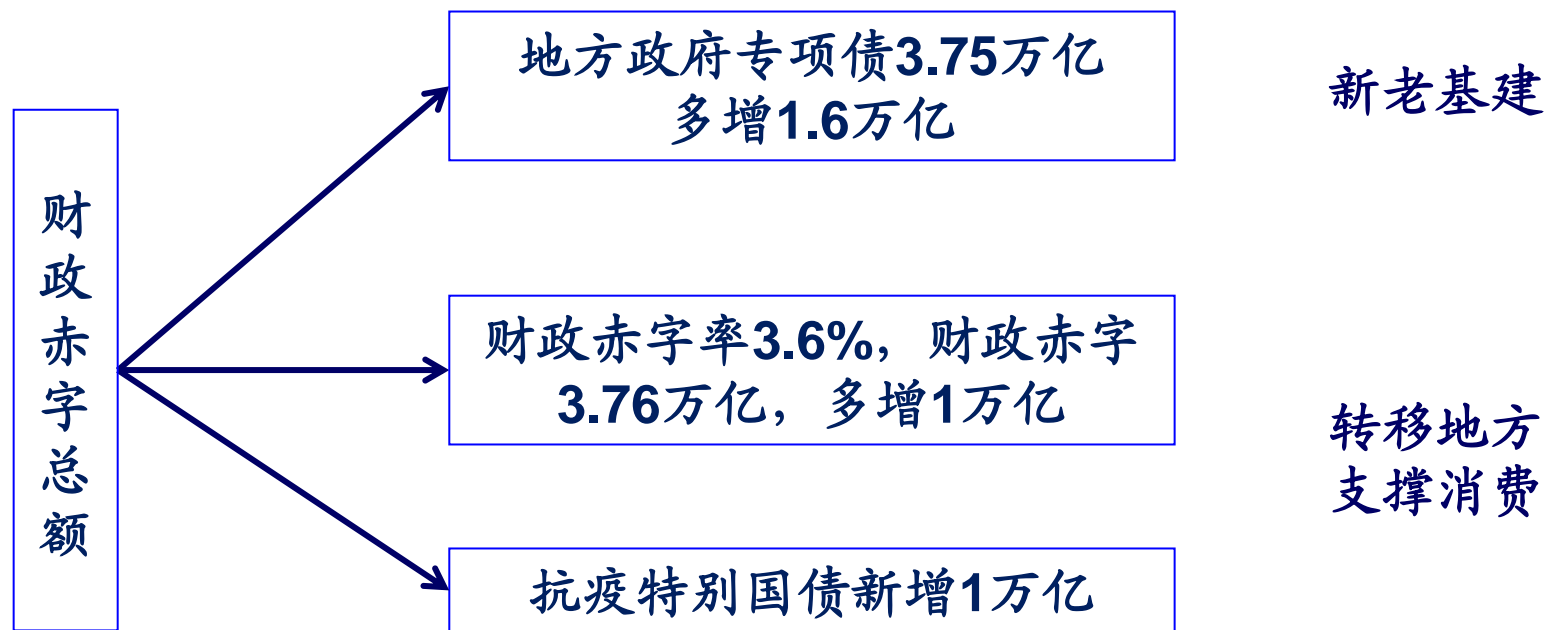 财政赤字总额
地方政府专项债3.75万亿
多增1.6万亿
新老基建
财政赤字率3.6%，财政赤字
3.76万亿，多增1万亿
转移地方
支撑消费
抗疫特别国债新增1万亿